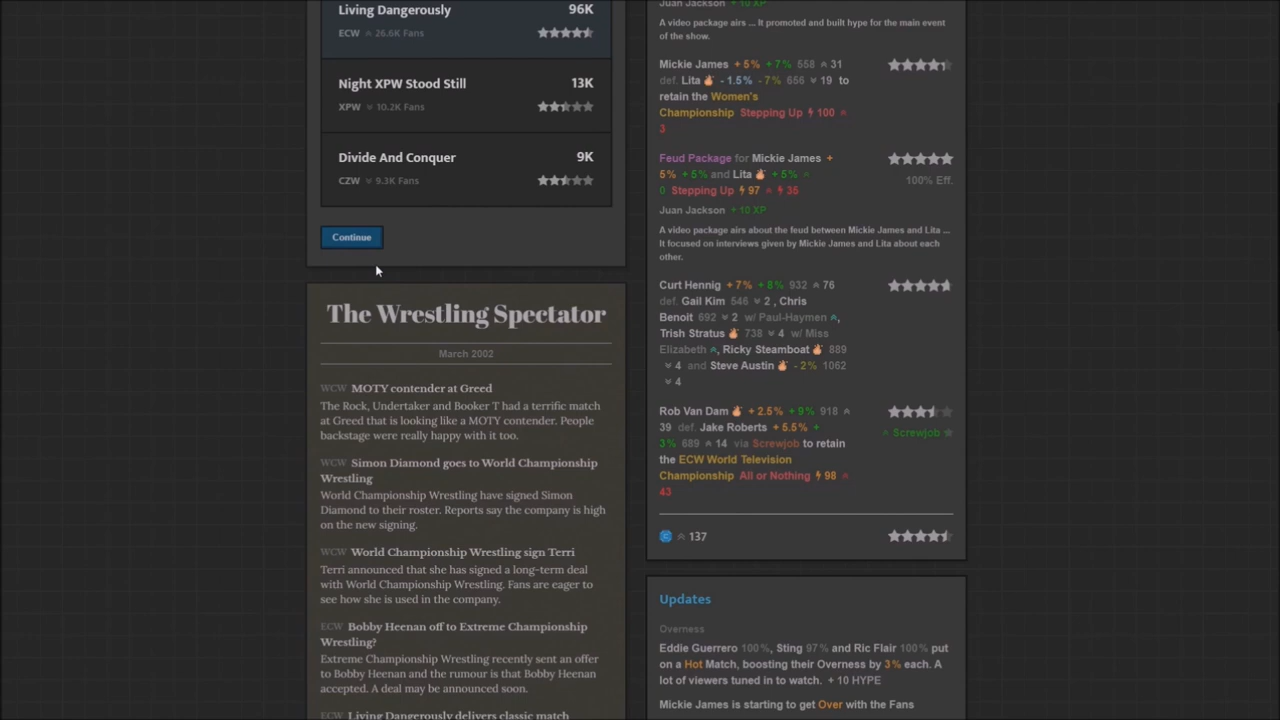 Living Dangerously 96K
ECW 26.6K Fans
Night XPW Stood Still 13K
XPW 10.2K Fans
Divide And Conquer 9K
CZW 9.3K Fans
Continue
The Wrestling Spectator
March 2002
WCW MOTY contender at Greed
The Rock, Undertaker and Booker T had a terrific match
at Greed that is looking like a MOTY contender. People
backstage were really happy with it too.
WCW Simon Diamond goes to World Championship
Wrestling
World Championship Wrestling have signed Simon
Diamond to their roster. Reports say the company is high
on the new signing.
WCW World Championship Wrestling sign Terri
Terri announced that she has signed a long-term deal
with World Championship Wrestling. Fans are eager to
see how she is used in the company.
ECW Bobby Heenan off to Extreme Championship
Wrestling?
Extreme Championship Wrestling recently sent an offer
to Bobby Heenan and the rumour is that Bobby Heenan
accepted. A deal may be announced soon.
ECW Living Dangerously delivers classic match
Juan Jackson + 10 XP
A video package airs ... It promoted and built hype for the main event
of the show.
Mickie James + 5% + 7% 558 31
def. Lita - 1.5% - 7% 656 19 to
retain the Women's
Championship Stepping Up 100
3
Feud Package for Mickie James +
5% + 5% and Lita + 5%
0 Stepping Up 97 35
100% Eff.
Juan Jackson + 10 XP
A video package airs about the feud between Mickie James and Lita ...
It focused on interviews given by Mickie James and Lita about each
other.
Curt Hennig + 7% + 8% 932 76
def. Gail Kim 546 2 , Chris
Benoit 692 2 w/ Paul-Haymen ,
Trish Stratus 738 4 w/ Miss
Elizabeth , Ricky Steamboat 889
4 and Steve Austin - 2% 1062
4
Rob Van Dam + 2.5% + 9% 918
39 def. Jake Roberts + 5.5% +
3% 689 14 via Screwjob to retain
the ECW World Television
Championship All or Nothing 98
43
Screwjob
C 137
Updates
Overness
Eddie Guerrero 100%, Sting 97% and Ric Flair 100% put
on a Hot Match, boosting their Overness by 3% each. A
lot of viewers tuned in to watch. + 10 HYPE
Mickie James is starting to get Over with the Fans